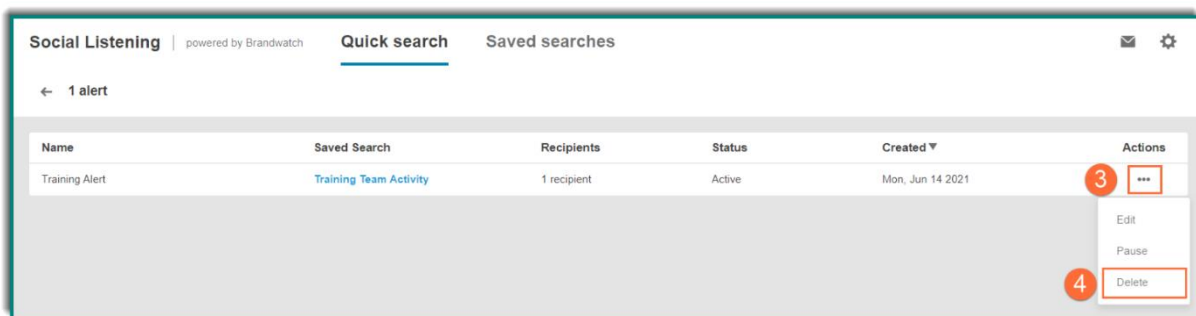 Social Listening | powered by Brandwatch Quick search Saved searches
← 1 alert
Name Saved Search Recipients Status Created ▼ Actions
Training Alert Training Team Activity 1 recipient Active Mon, Jun 14 2021 3 •••
Edit
Pause
4 Delete